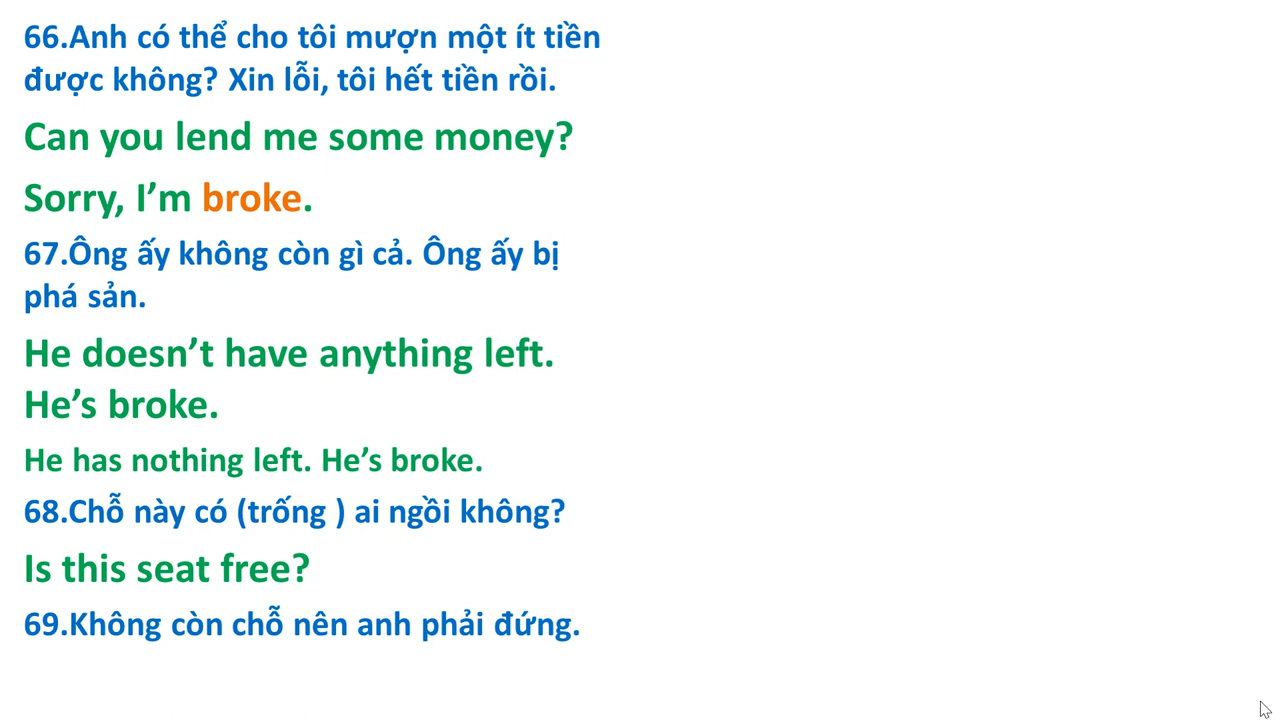 66.Anh có thể cho tôi mượn một ít tiền
được không? Xin lỗi, tôi hết tiền rồi.
Can you lend me some money?
Sorry, I’m broke.
67.Ông ấy không còn gì cả. Ông ấy bị
phá sản.
He doesn’t have anything left.
He’s broke.
He has nothing left. He’s broke.
68.Chỗ này có (trống ) ai ngồi không?
Is this seat free?
69.Không còn chỗ nên anh phải đứng.